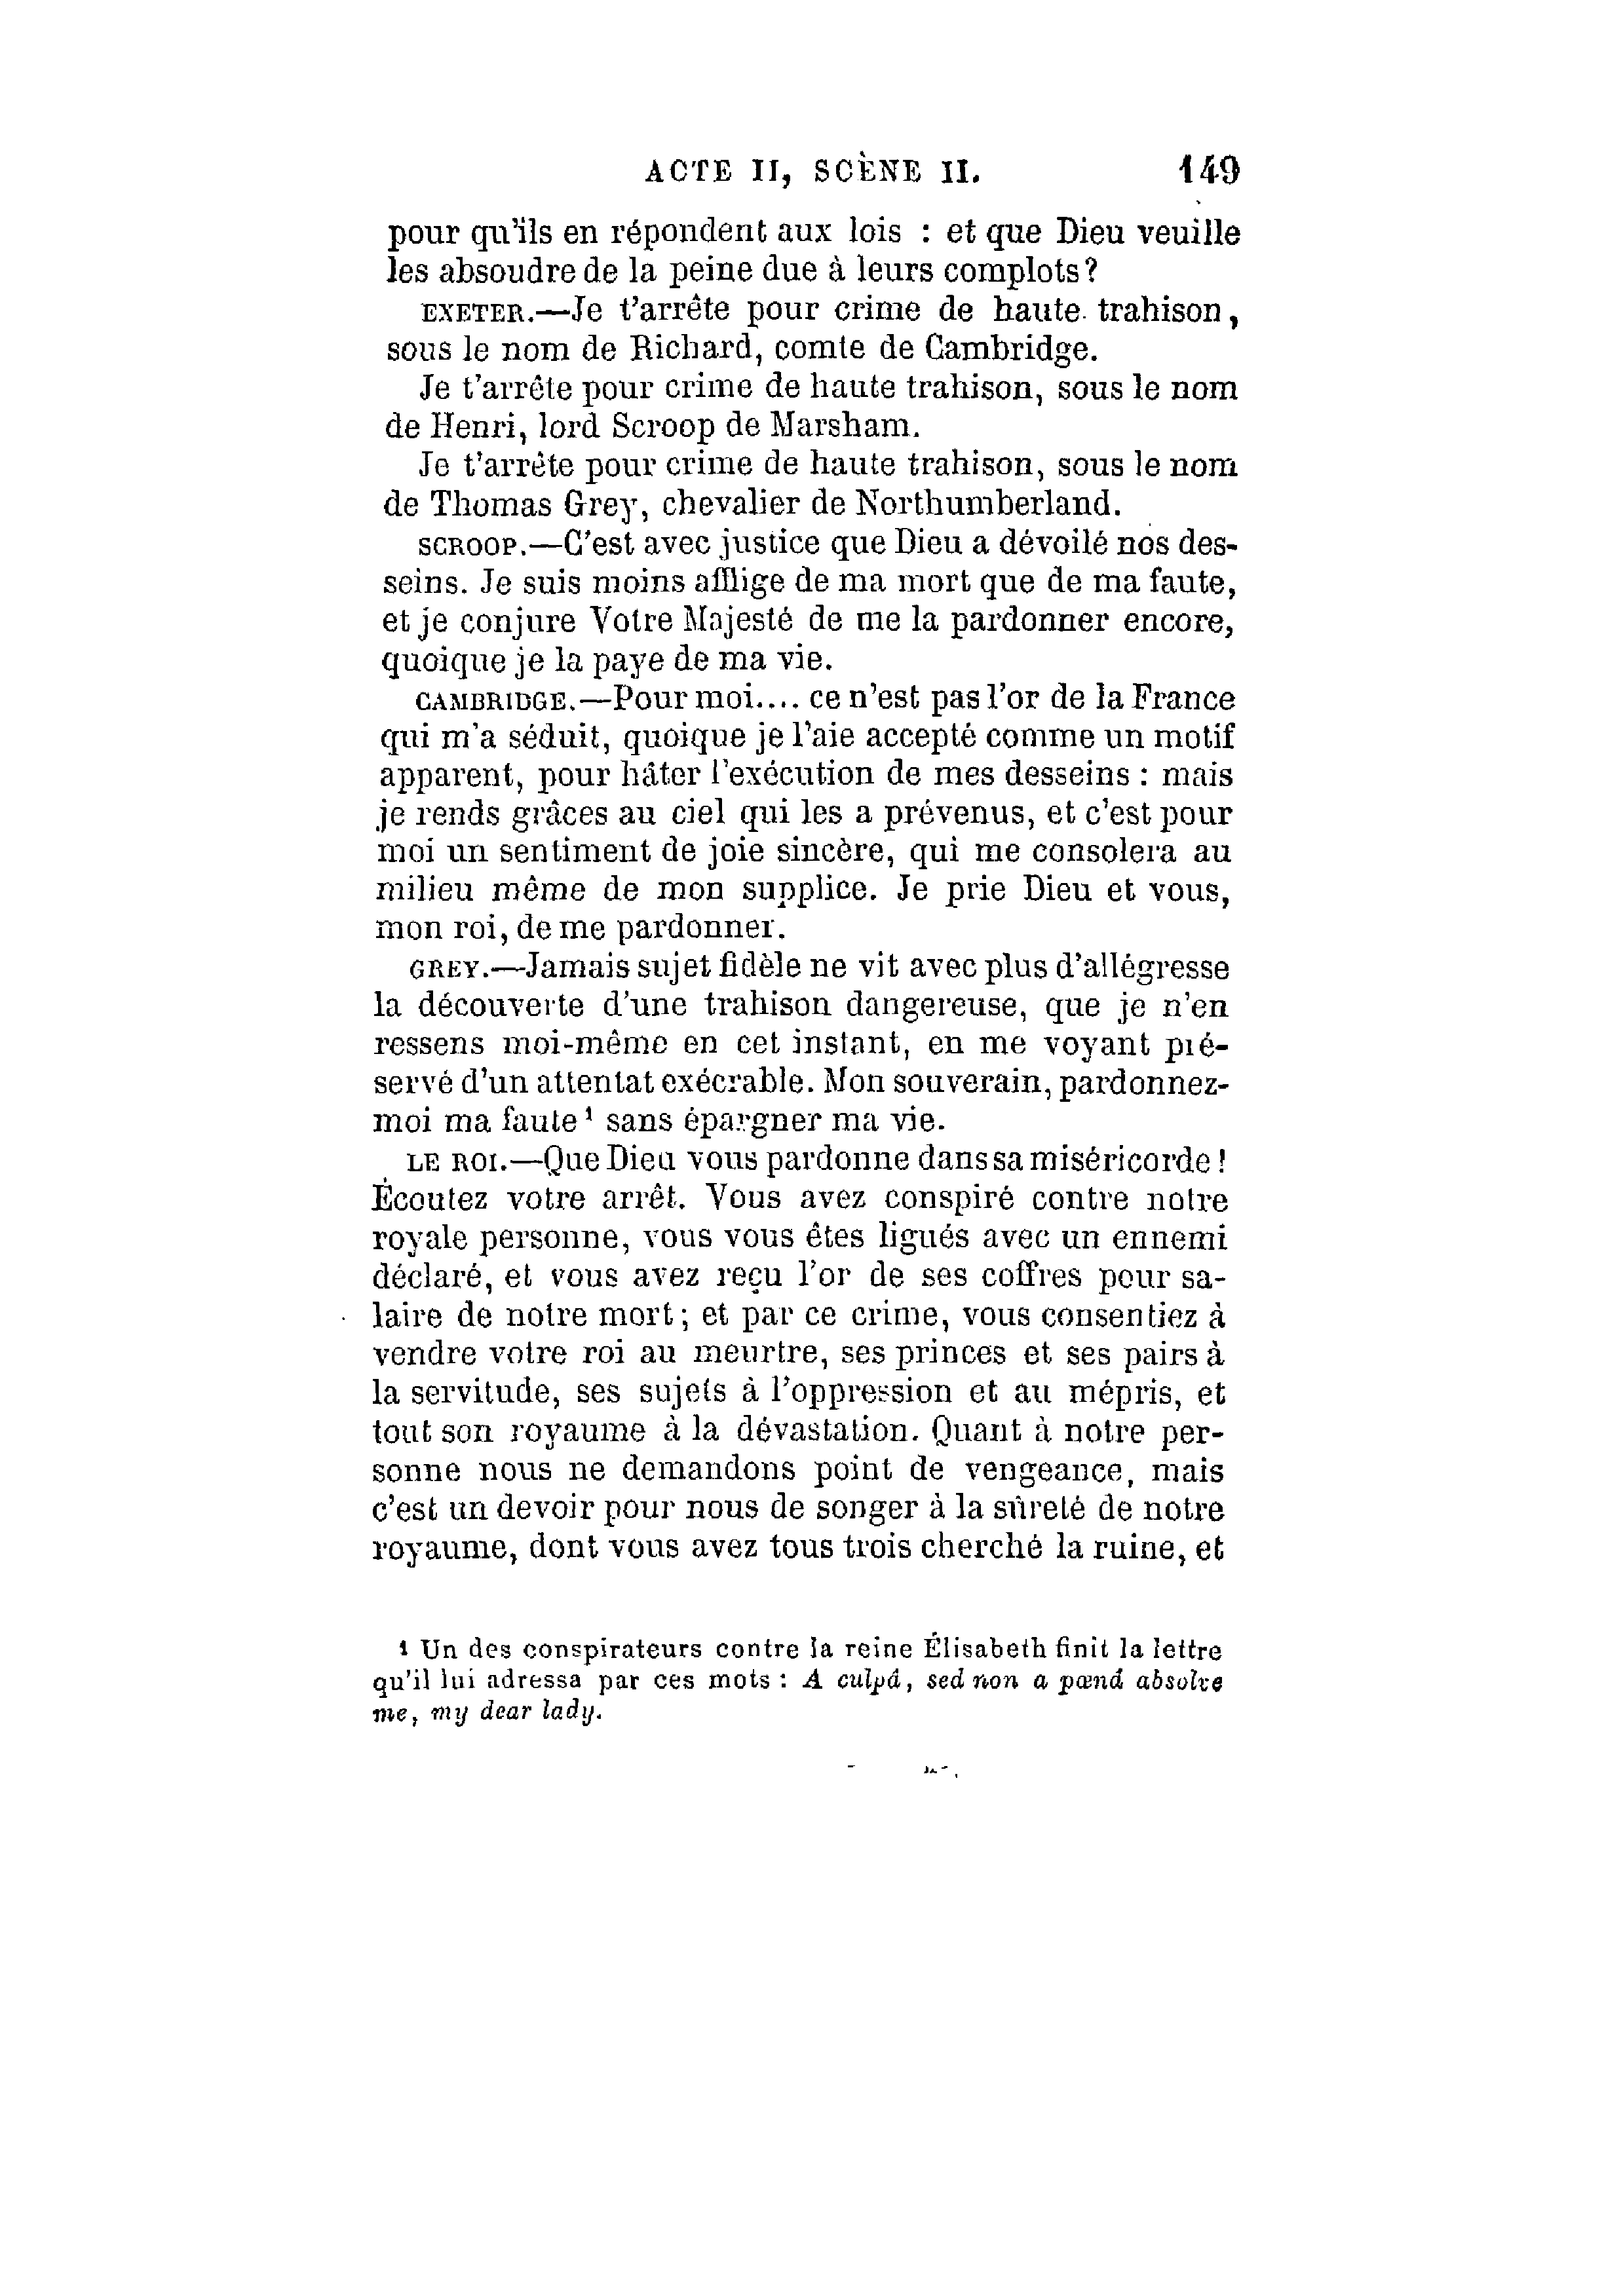 ACTE II, SCÈNE II. 149
pour qu'ils en répondent aux lois : et que Dieu veuille
les absoudre de la peine due à leurs complots?
EXETER.—Je t'arrête pour crime de haute trahison,
sous le nom de Richard, comte de Cambridge.
Je t'arrête pour crime de haute trahison, sous le nom
de Henri, lord Scroop de Marsham.
Je t'arrête pour crime de haute trahison, sous le nom
de Thomas Grey, chevalier de Northumberland.
SCROOP.—C'est avec justice que Dieu a dévoilé nos des-
seins. Je suis moins afflige de ma mort que de ma faute,
et je conjure Votre Majesté de me la pardonner encore,
quoique je la paye de ma vie.
CAMBRIDGE.—Pour moi.... ce n'est pas l'or de la France
qui m'a séduit, quoique je l'aie accepté comme un motif
apparent, pour hâter l'exécution de mes desseins : mais
je rends grâces au ciel qui les a prévenus, et c'est pour
moi un sentiment de joie sincère, qui me consolera au
milieu même de mon supplice. Je prie Dieu et vous,
mon roi, de me pardonner.
GREY.—Jamais sujet fidèle ne vit avec plus d'allégresse
la découverte d'une trahison dangereuse, que je n'en
ressens moi-même en cet instant, en me voyant pré-
servé d'un attentat exécrable. Mon souverain, pardonnez-
moi ma faute ¹ sans épargner ma vie.
LE ROI.—Que Dieu vous pardonne dans sa miséricorde !
Écoutez votre arrêt. Vous avez conspiré contre notre
royale personne, vous vous êtes ligués avec un ennemi
déclaré, et vous avez reçu l'or de ses coffres pour sa-
laire de notre mort; et par ce crime, vous consentiez à
vendre votre roi au meurtre, ses princes et ses pairs à
la servitude, ses sujets à l'oppression et au mépris, et
tout son royaume à la dévastation. Quant à notre per-
sonne nous ne demandons point de vengeance, mais
c'est un devoir pour nous de songer à la sûreté de notre
royaume, dont vous avez tous trois cherché la ruine, et
¹ Un des conspirateurs contre la reine Élisabeth finit la lettre
qu'il lui adressa par ces mots : A culpâ, sed non a pœnâ absolve
me, my dear lady.